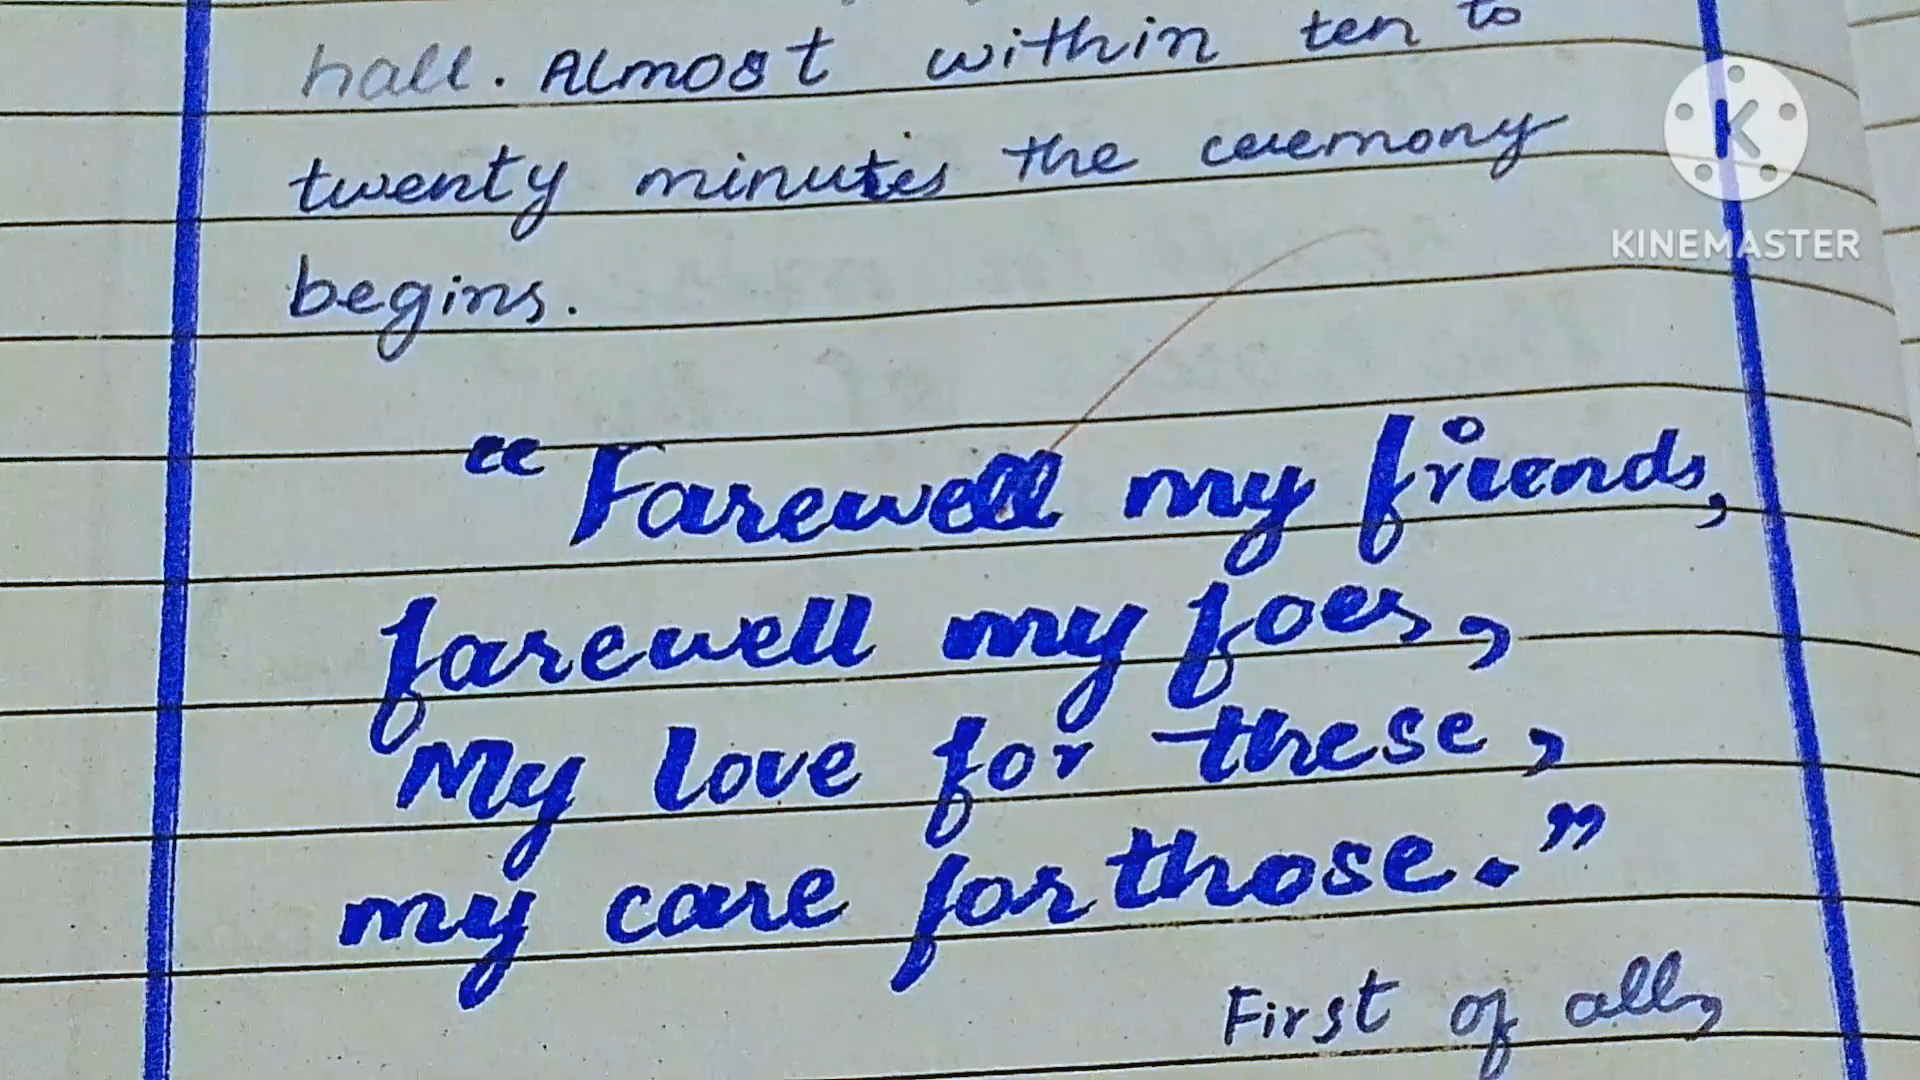 hall. Almost within ten to
twenty minutes the ceremony
begins.
"Farewell my friends,
farewell my foes,
My love for these,
my care for those."
First of all,
K
KINEMASTER